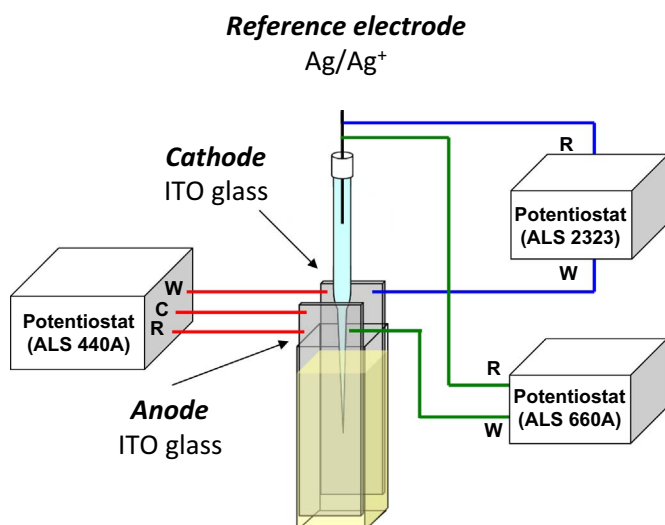 Reference electrode
Ag/Ag⁺
Cathode
ITO glass
R
Potentiostat
(ALS 2323)
W
W
C
R
Potentiostat
(ALS 440A)
Anode
ITO glass
R
W
Potentiostat
(ALS 660A)